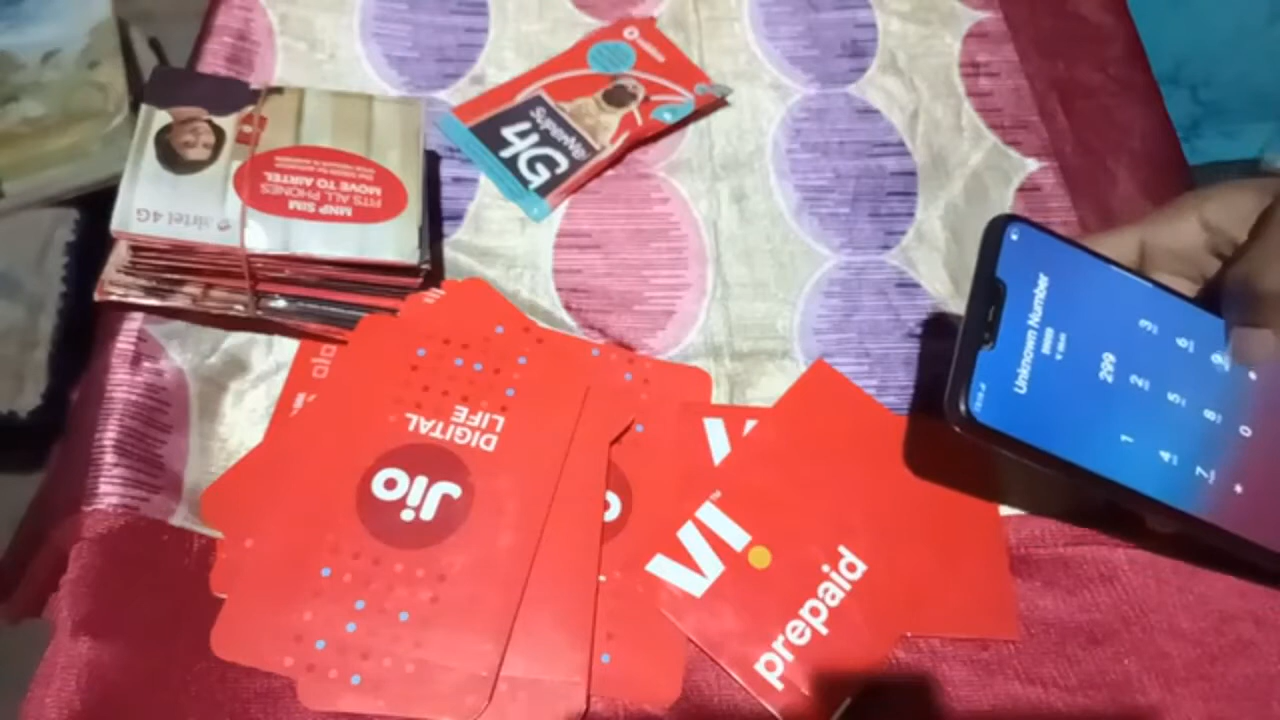 airtel 4G
MNP SIM
FITS ALL PHONES
MOVE TO AIRTEL
SUPERNET
4G
Jio
DIGITAL
LIFE
VI
prepaid
Unknown Number
299
1
2
3
4
5
6
7
8
9
*
0